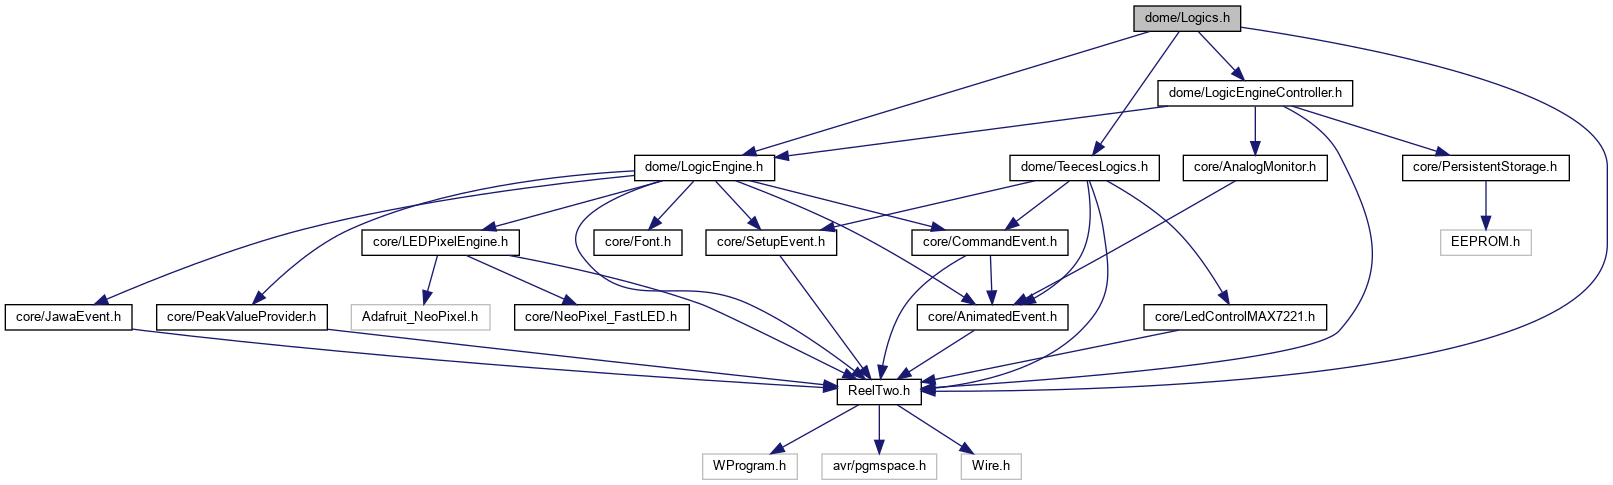 dome/Logics.h
dome/LogicEngineController.h
dome/LogicEngine.h
dome/TeecesLogics.h
core/AnalogMonitor.h
core/PersistentStorage.h
core/LEDPixelEngine.h
core/Font.h
core/SetupEvent.h
core/CommandEvent.h
EEPROM.h
core/JawaEvent.h
core/PeakValueProvider.h
Adafruit_NeoPixel.h
core/NeoPixel_FastLED.h
core/AnimatedEvent.h
core/LedControlMAX7221.h
ReelTwo.h
WProgram.h
avr/pgmspace.h
Wire.h